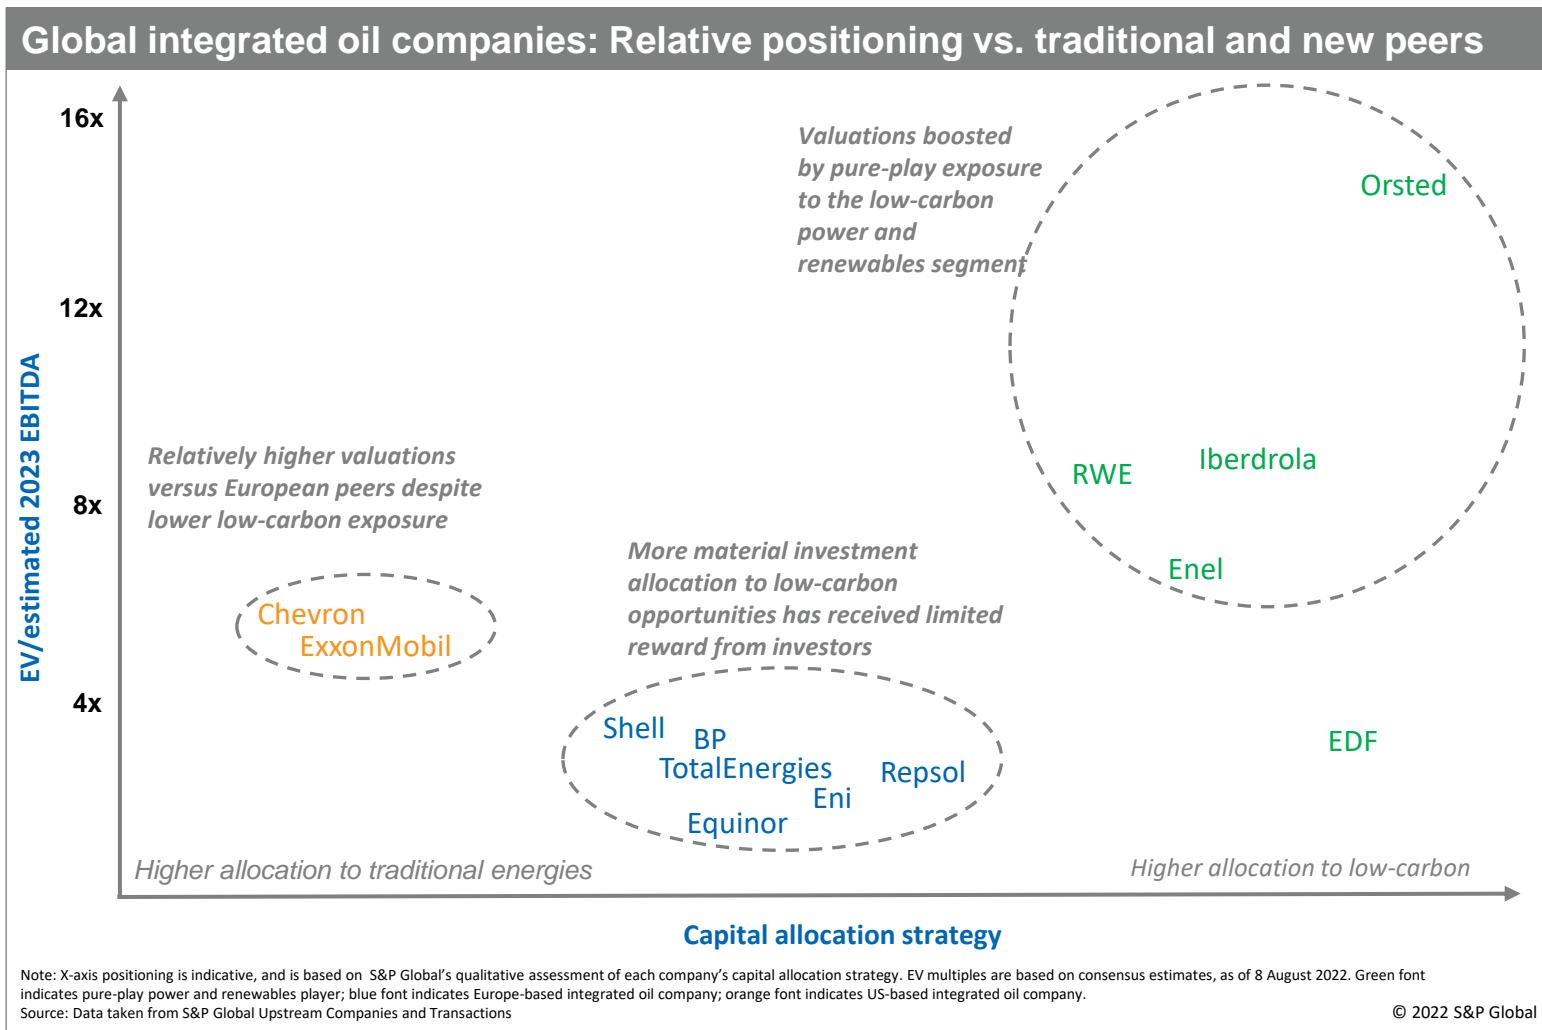 Global integrated oil companies: Relative positioning vs. traditional and new peers
16x
12x
8x
4x
EV/estimated 2023 EBITDA
Valuations boosted
by pure-play exposure
to the low-carbon
power and
renewables segment
Orsted
RWE
Iberdrola
Enel
Relatively higher valuations
versus European peers despite
lower low-carbon exposure
Chevron
ExxonMobil
More material investment
allocation to low-carbon
opportunities has received limited
reward from investors
Shell
BP
TotalEnergies
Repsol
Eni
Equinor
EDF
Higher allocation to traditional energies
Higher allocation to low-carbon
Capital allocation strategy
Note: X-axis positioning is indicative, and is based on  S&P Global's qualitative assessment of each company's capital allocation strategy. EV multiples are based on consensus estimates, as of 8 August 2022. Green font
indicates pure-play power and renewables player; blue font indicates Europe-based integrated oil company; orange font indicates US-based integrated oil company.
Source: Data taken from S&P Global Upstream Companies and Transactions
© 2022 S&P Global